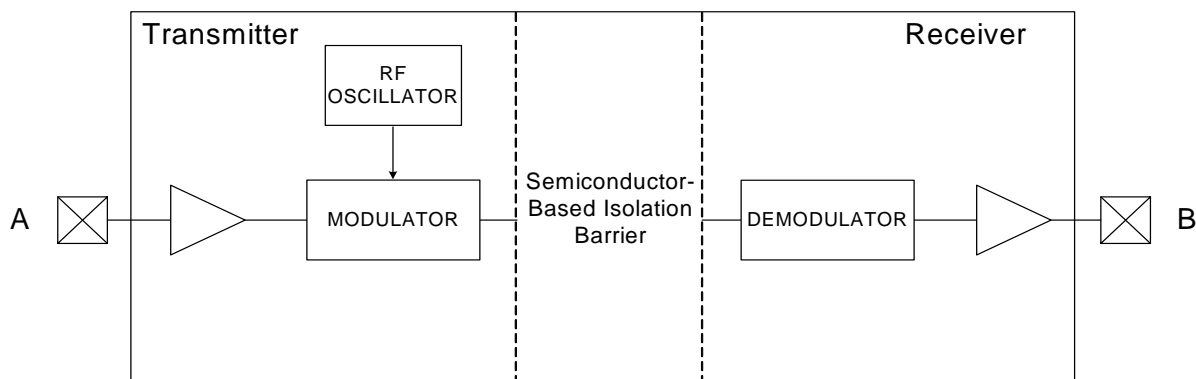 Transmitter
Receiver
RF
OSCILLATOR
A
MODULATOR
Semiconductor-
Based Isolation
Barrier
DEMODULATOR
B